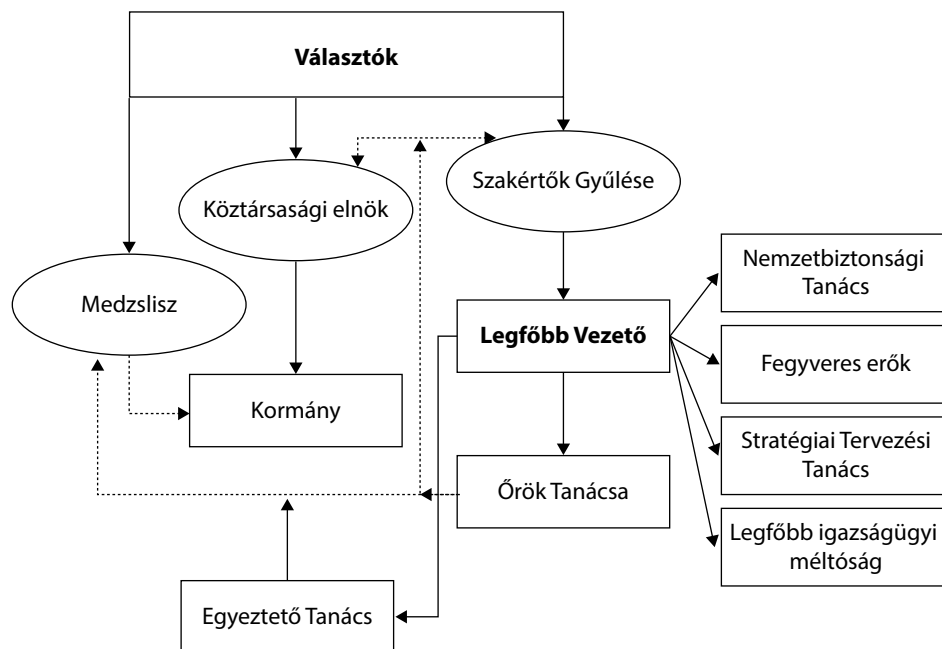 Választók
Szakértők Gyűlése
Köztársasági elnök
Medzslisz
Nemzetbiztonsági
Tanács
Legfőbb Vezető
Fegyveres erők
Kormány
Stratégiai Tervezési
Tanács
Őrök Tanácsa
Legfőbb igazságügyi
méltóság
Egyeztető Tanács